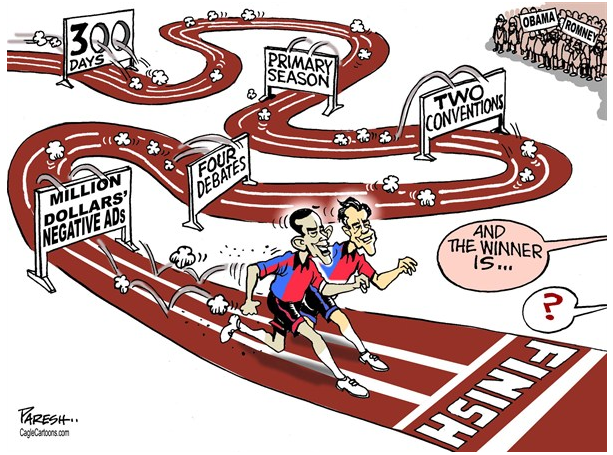 300
DAYS
PRIMARY
SEASON
OBAMA
ROMNEY
TWO
CONVENTIONS
FOUR
DEBATES
MILLION
DOLLARS'
NEGATIVE ADs
AND
THE WINNER
IS...
?
FINISH
PARESH..
CagleCartoons.com